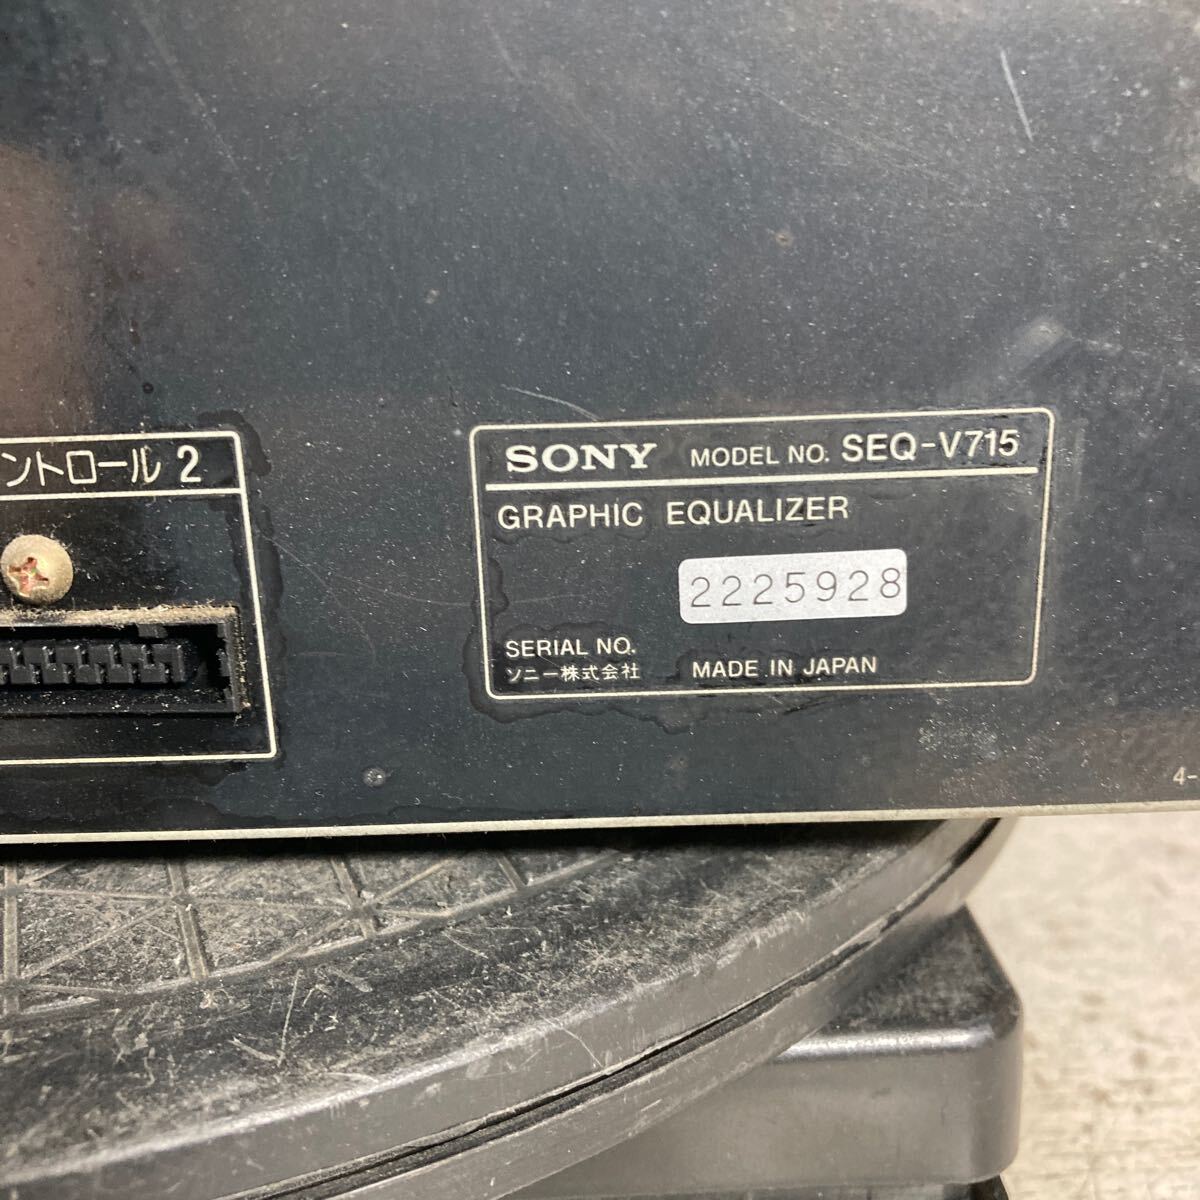 ントロール 2
SONY MODEL NO. SEQ-V715
GRAPHIC EQUALIZER
2225928
SERIAL NO.
ソニー株式会社 MADE IN JAPAN
4-